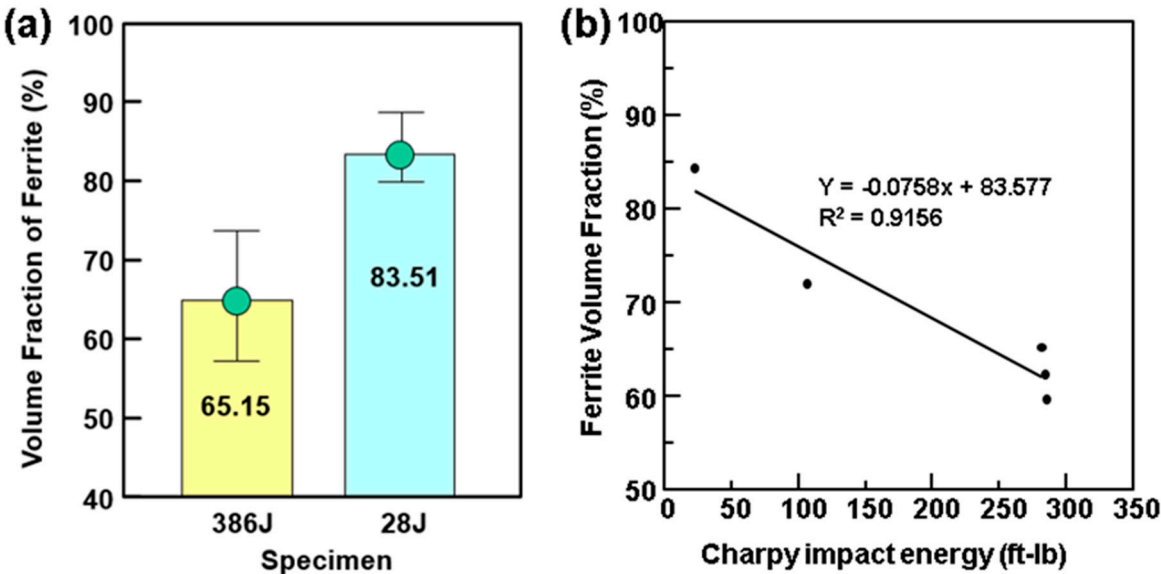 (a)
Volume Fraction of Ferrite (%)
100
90
80
70
60
50
40
65.15
83.51
386J
28J
Specimen
(b)
Ferrite Volume Fraction (%)
100
90
80
70
60
50
Y = -0.0758x + 83.577
R² = 0.9156
0
50
100
150
200
250
300
350
Charpy impact energy (ft-lb)